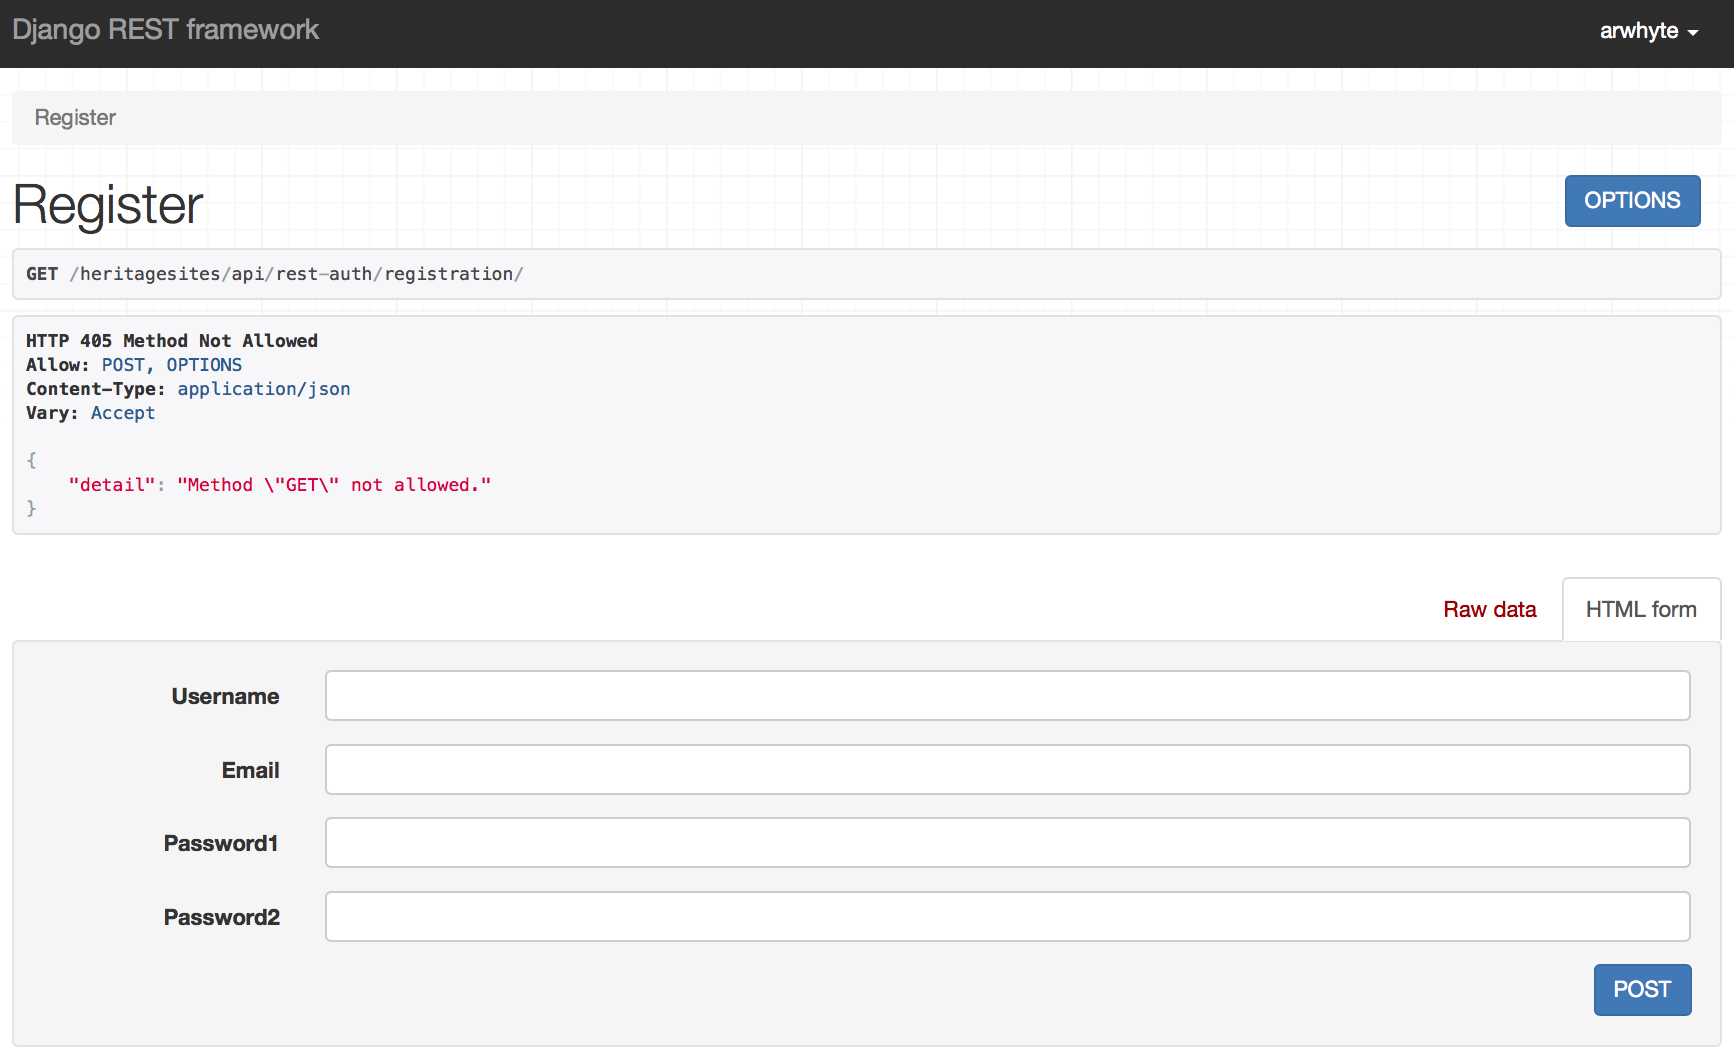 Django REST framework
arwhyte
Register
Register
OPTIONS
GET /heritagesites/api/rest-auth/registration/
HTTP 405 Method Not Allowed
Allow: POST, OPTIONS
Content-Type: application/json
Vary: Accept
{
    "detail": "Method \"GET\" not allowed."
}
Raw data
HTML form
Username
Email
Password1
Password2
POST